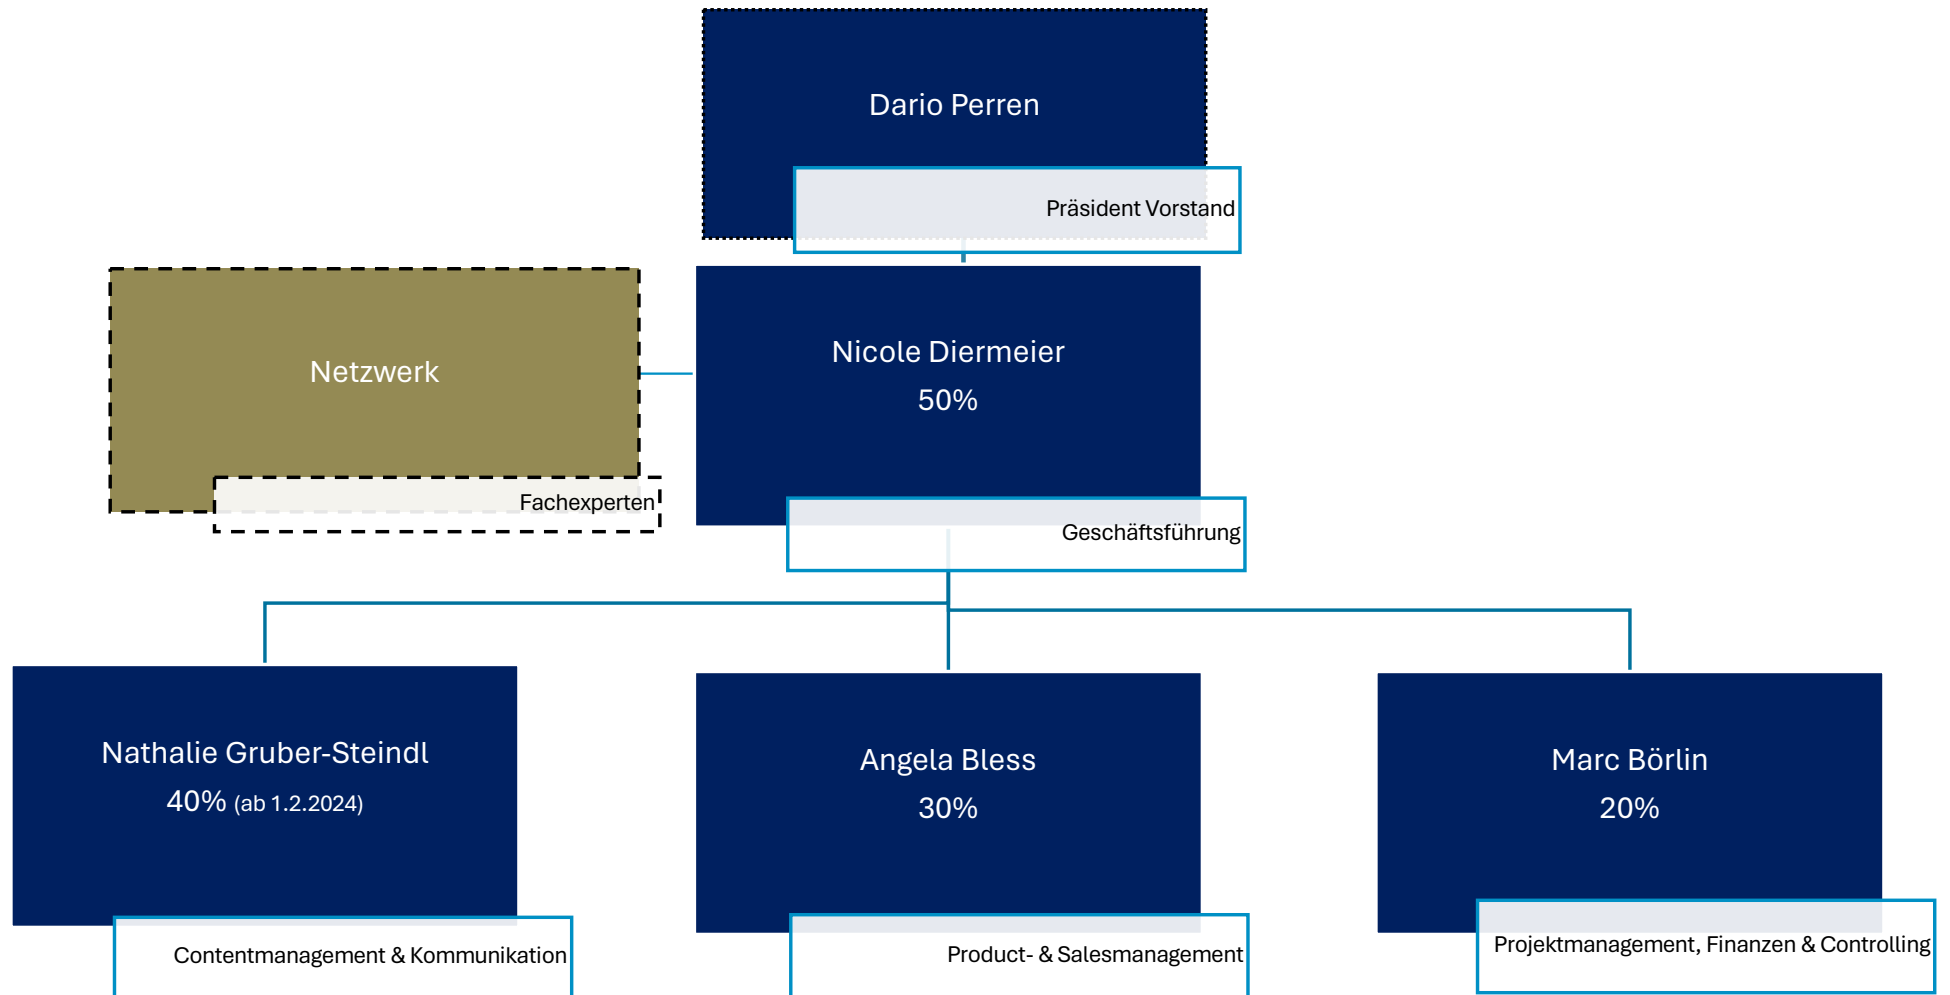 Dario Perren
Präsident Vorstand
Netzwerk
Fachexperten
Nicole Diermeier
50%
Geschäftsführung
Nathalie Gruber-Steindl
40% (ab 1.2.2024)
Contentmanagement & Kommunikation
Angela Bless
30%
Product- & Salesmanagement
Marc Börlin
20%
Projektmanagement, Finanzen & Controlling